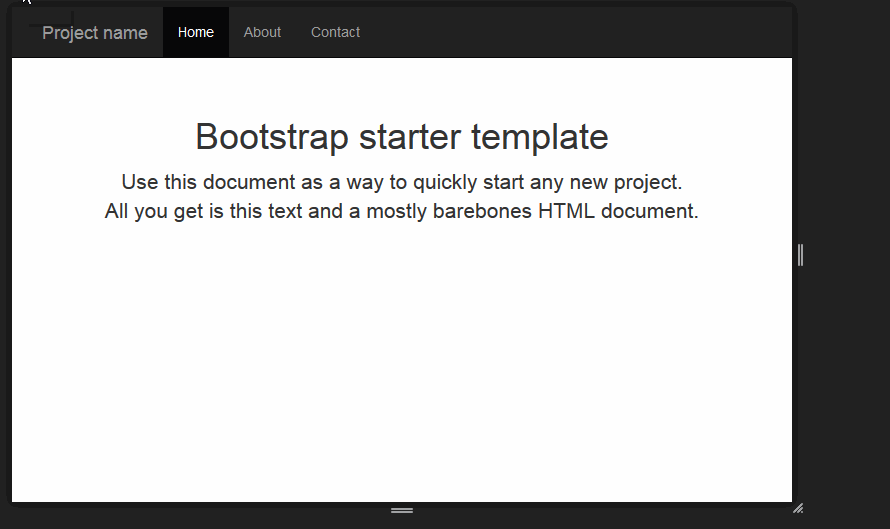 Project name Home About Contact
Bootstrap starter template
Use this document as a way to quickly start any new project.
All you get is this text and a mostly barebones HTML document.